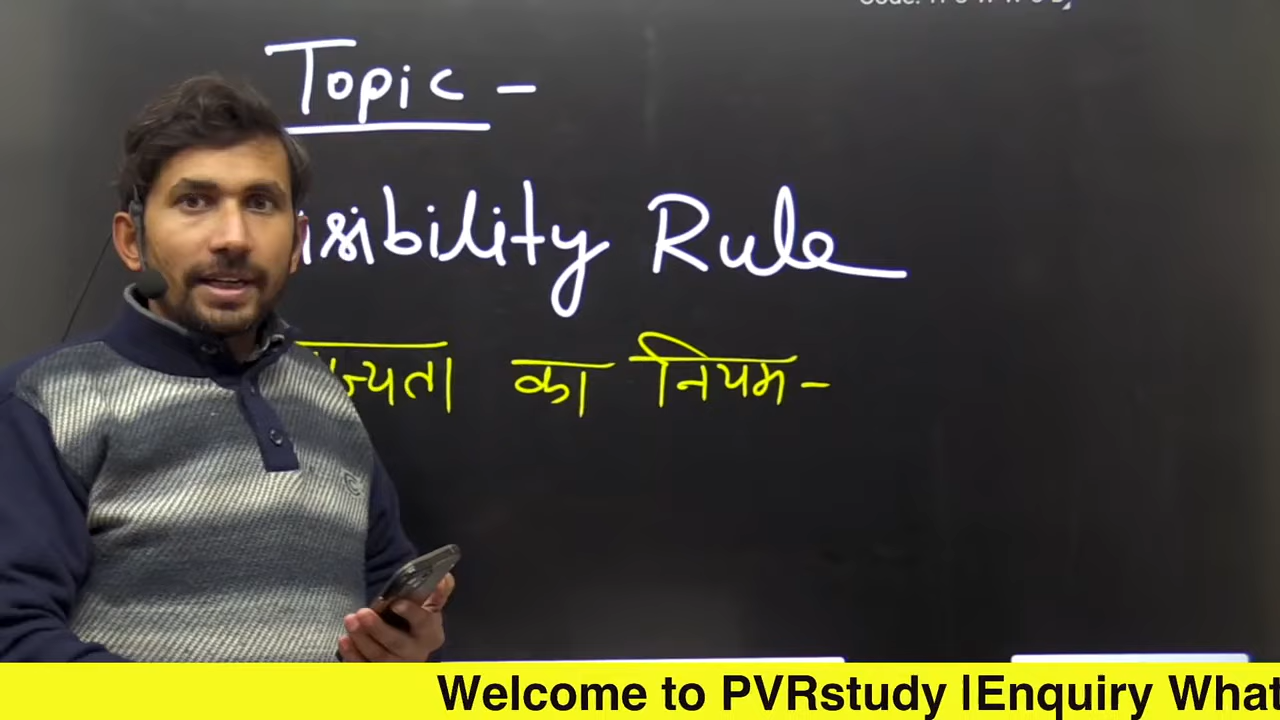 Topic -
isibility Rule
ज्यता का नियम -
Welcome to PVRstudy |Enquiry What